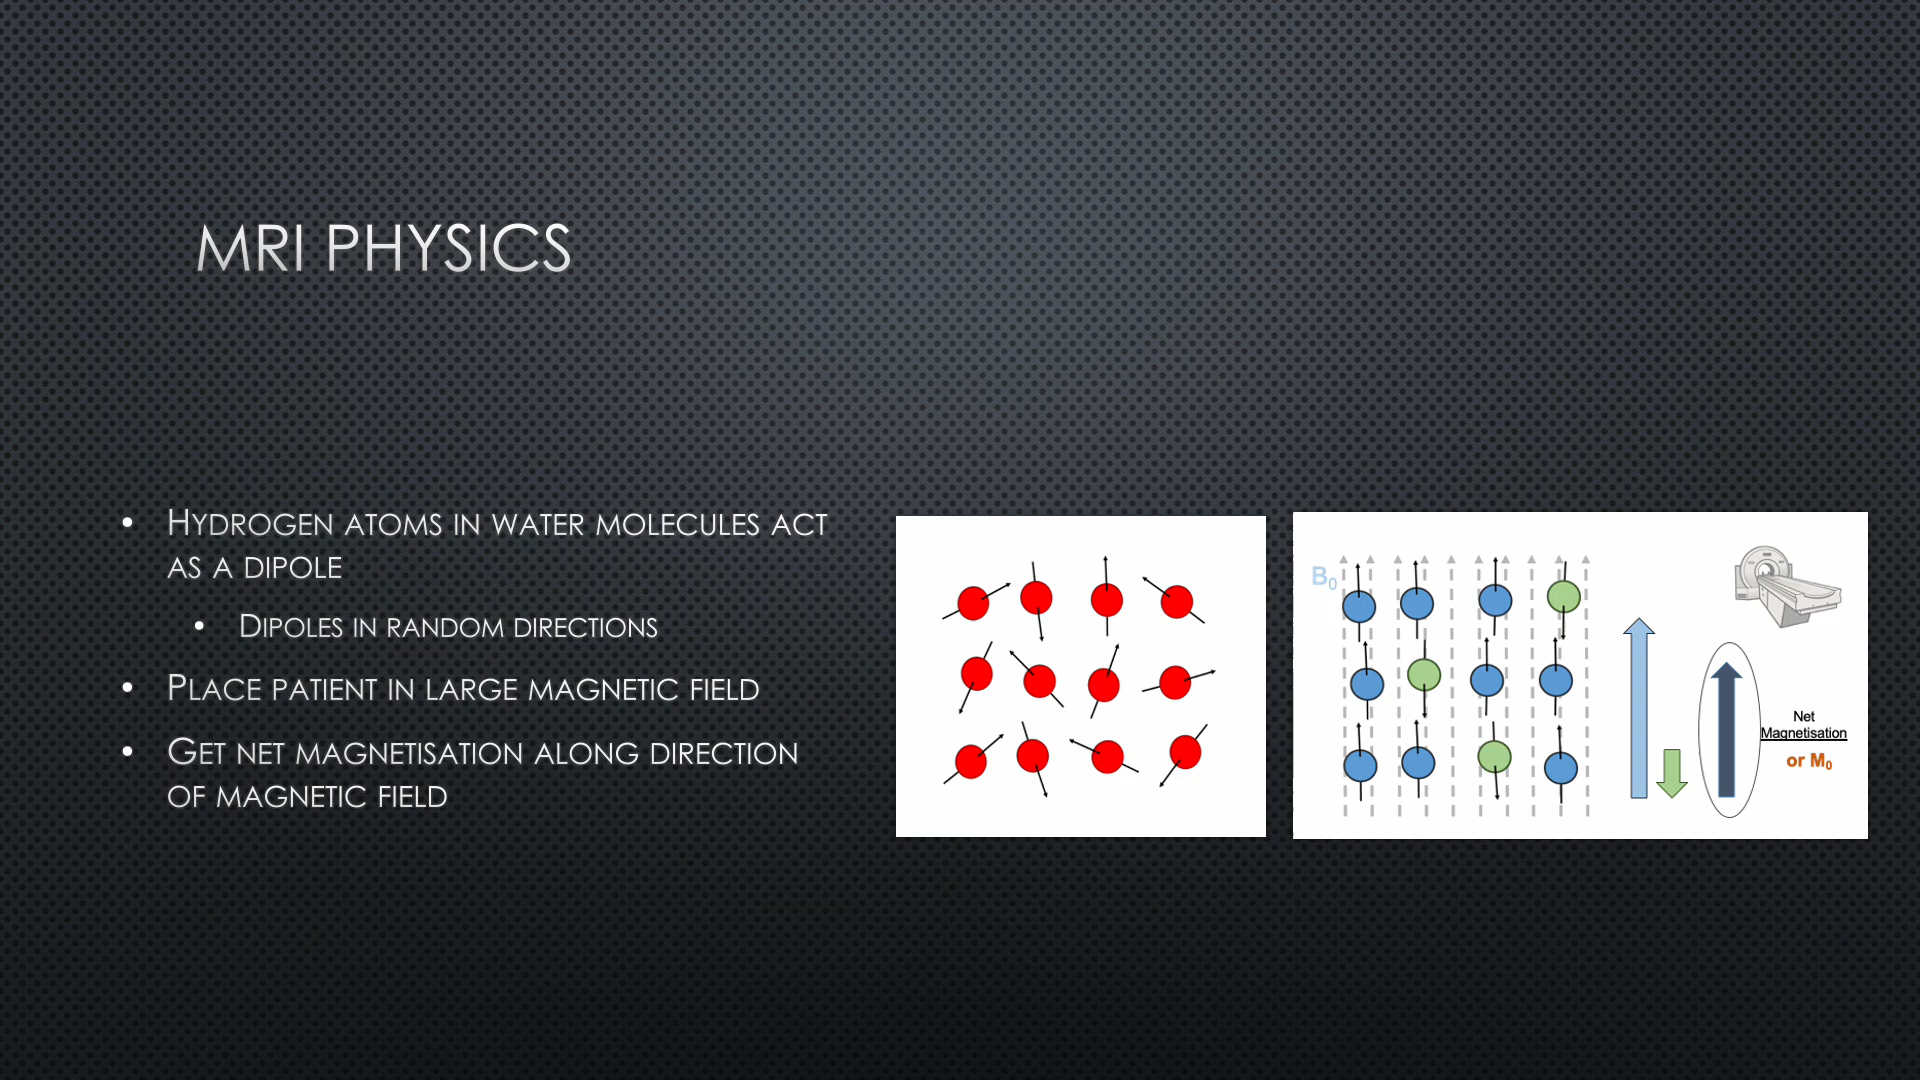 MRI PHYSICS
• HYDROGEN ATOMS IN WATER MOLECULES ACT
AS A DIPOLE
• DIPOLES IN RANDOM DIRECTIONS
• PLACE PATIENT IN LARGE MAGNETIC FIELD
• GET NET MAGNETISATION ALONG DIRECTION
OF MAGNETIC FIELD
B₀
Net
Magnetisation
or M₀